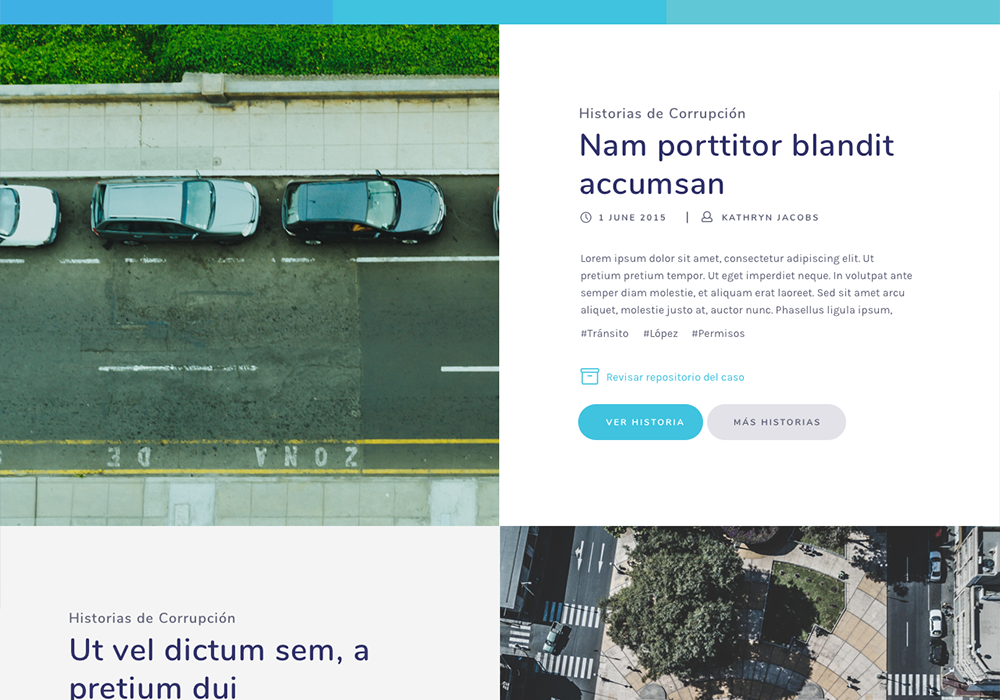 Historias de Corrupción
Nam porttitor blandit
accumsan
1 JUNE 2015 | KATHRYN JACOBS
Lorem ipsum dolor sit amet, consectetur adipiscing elit. Ut
pretium pretium tempor. Ut eget imperdiet neque. In volutpat ante
semper diam molestie, et aliquam erat laoreet. Sed sit amet arcu
aliquet, molestie justo at, auctor nunc. Phasellus ligula ipsum,
#Tránsito #López #Permisos
Revisar repositorio del caso
VER HISTORIA MÁS HISTORIAS
ZONA DE
Historias de Corrupción
Ut vel dictum sem, a
pretium dui